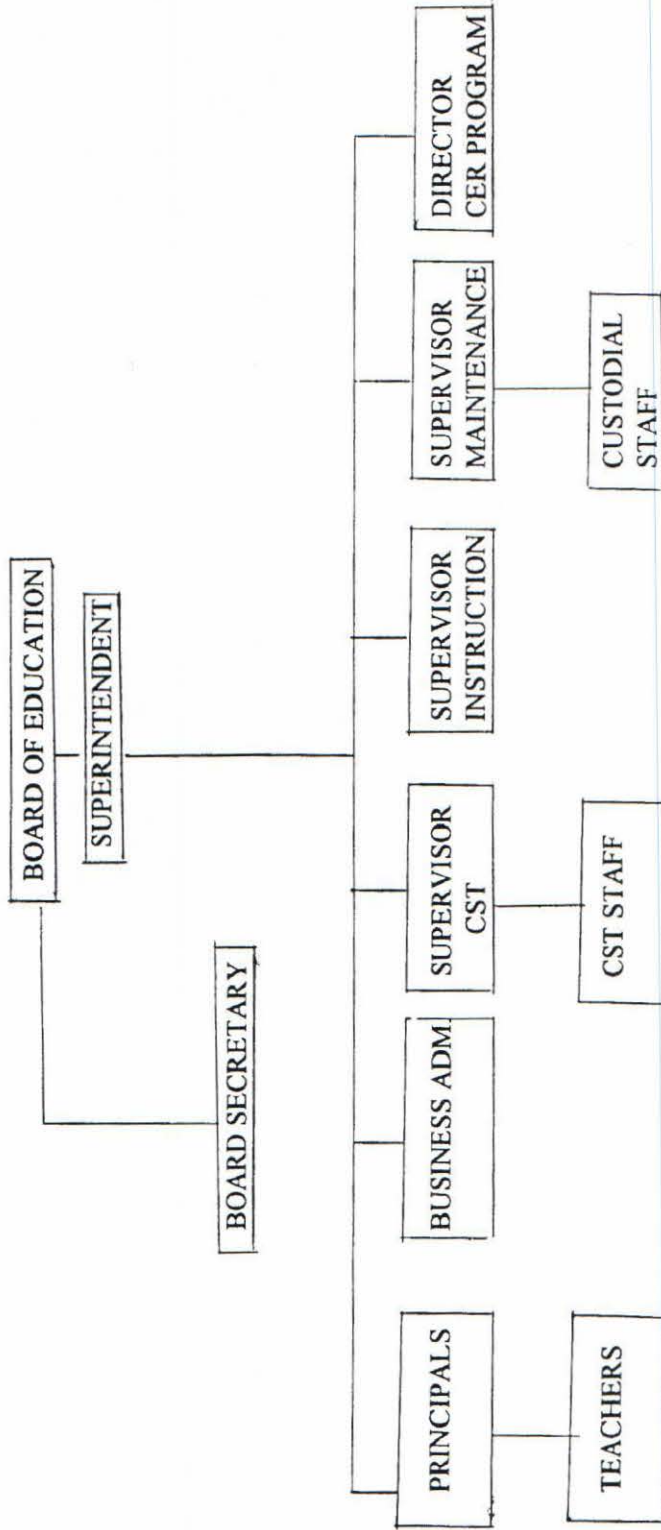 BOARD OF EDUCATION
SUPERINTENDENT
BOARD SECRETARY
PRINCIPALS
BUSINESS ADM.
SUPERVISOR
CST
SUPERVISOR
INSTRUCTION
SUPERVISOR
MAINTENANCE
DIRECTOR
CER PROGRAM
TEACHERS
CST STAFF
CUSTODIAL
STAFF